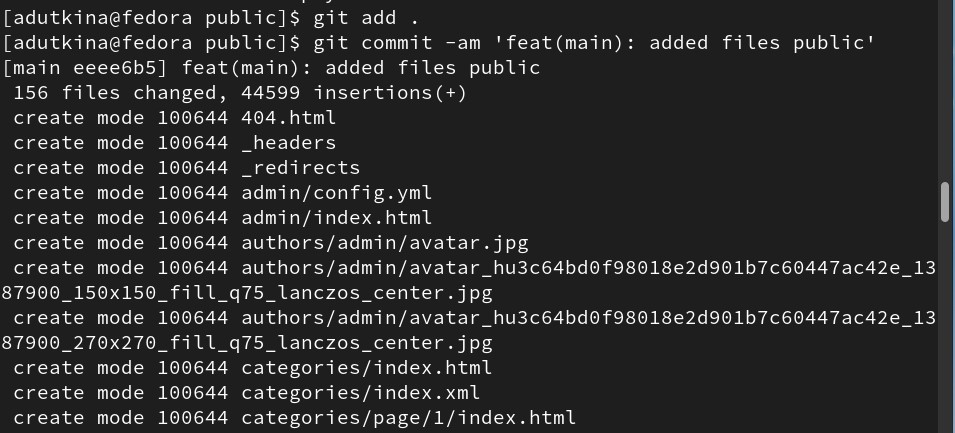 [adutkina@fedora public]$ git add .
[adutkina@fedora public]$ git commit -am 'feat(main): added files public'
[main eeee6b5] feat(main): added files public
 156 files changed, 44599 insertions(+)
 create mode 100644 404.html
 create mode 100644 _headers
 create mode 100644 _redirects
 create mode 100644 admin/config.yml
 create mode 100644 admin/index.html
 create mode 100644 authors/admin/avatar.jpg
 create mode 100644 authors/admin/avatar_hu3c64bd0f98018e2d901b7c60447ac42e_13
87900_150x150_fill_q75_lanczos_center.jpg
 create mode 100644 authors/admin/avatar_hu3c64bd0f98018e2d901b7c60447ac42e_13
87900_270x270_fill_q75_lanczos_center.jpg
 create mode 100644 categories/index.html
 create mode 100644 categories/index.xml
 create mode 100644 categories/page/1/index.html